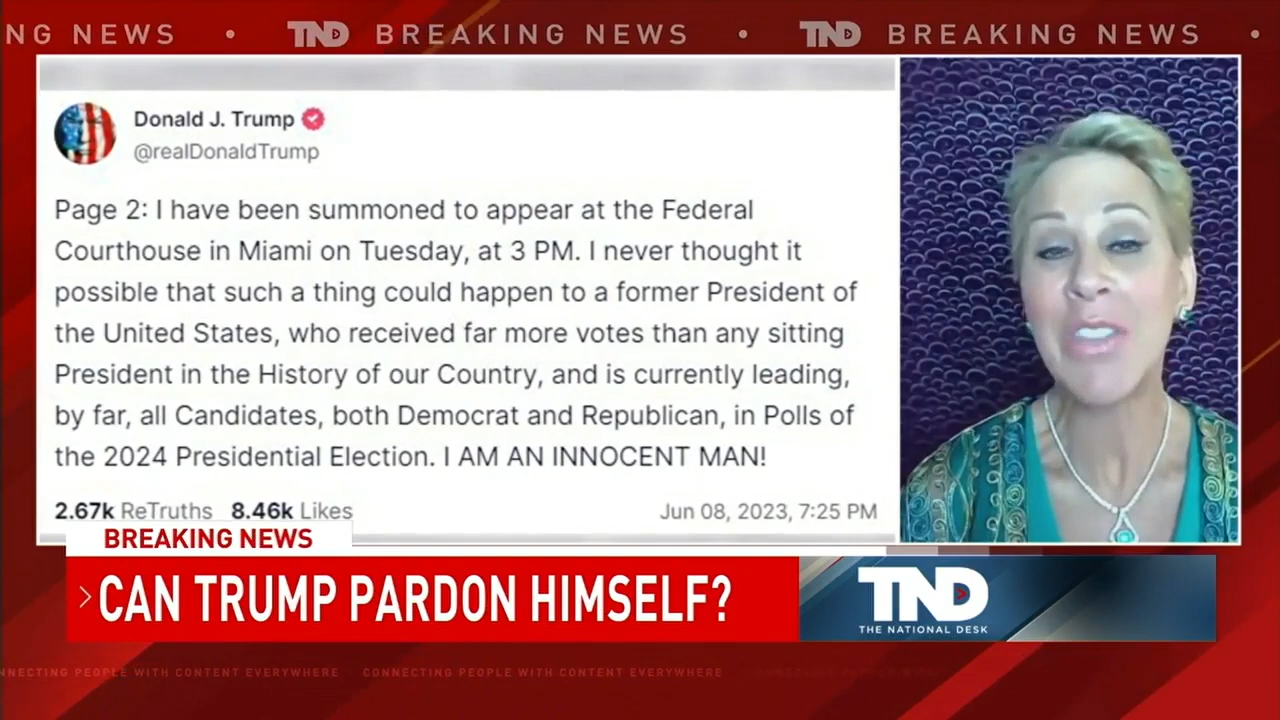 NG NEWS • TND BREAKING NEWS • TND BREAKING NEWS •
Donald J. Trump
@realDonaldTrump
Page 2: I have been summoned to appear at the Federal
Courthouse in Miami on Tuesday, at 3 PM. I never thought it
possible that such a thing could happen to a former President of
the United States, who received far more votes than any sitting
President in the History of our Country, and is currently leading,
by far, all Candidates, both Democrat and Republican, in Polls of
the 2024 Presidential Election. I AM AN INNOCENT MAN!
2.67k ReTruths 8.46k Likes
Jun 08, 2023, 7:25 PM
BREAKING NEWS
CAN TRUMP PARDON HIMSELF?
TND
THE NATIONAL DESK
NNECTING PEOPLE WITH CONTENT EVERYWHERE · CONNECTING PEOPLE WITH CONTENT EVERYWHERE